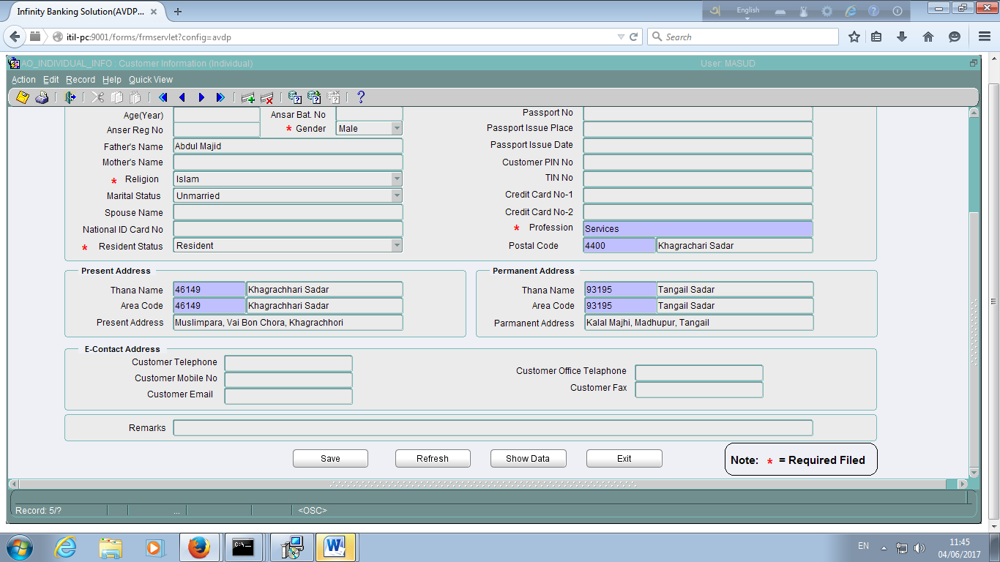 Infinity Banking Solution(AVDP...
English
itil-pc:9001/forms/frmservlet?config=avdp
Search
AO_INDIVIDUAL_INFO : Customer Information (Individual)
User: MASUD
Action Edit Record Help Quick View
Age(Year)
Ansar Bat. No
Passport No
Anser Reg No
* Gender Male
Passport Issue Place
Father's Name Abdul Majid
Passport Issue Date
Mother's Name
Customer PIN No
* Religion Islam
TIN No
Marital Status Unmarried
Credit Card No-1
Spouse Name
Credit Card No-2
National ID Card No
* Profession Services
* Resident Status Resident
Postal Code 4400 Khagrachari Sadar
Present Address
Thana Name 46149 Khagrachhari Sadar
Area Code 46149 Khagrachhari Sadar
Present Address Muslimpara, Vai Bon Chora, Khagrachhori
Permanent Address
Thana Name 93195 Tangail Sadar
Area Code 93195 Tangail Sadar
Parmanent Address Kalal Majhi, Madhupur, Tangail
E-Contact Address
Customer Telephone
Customer Mobile No
Customer Email
Customer Office Telaphone
Customer Fax
Remarks
Save Refresh Show Data Exit
Note: * = Required Filed
Record: 5/? ... <OSC>
EN
11:45
04/06/2017